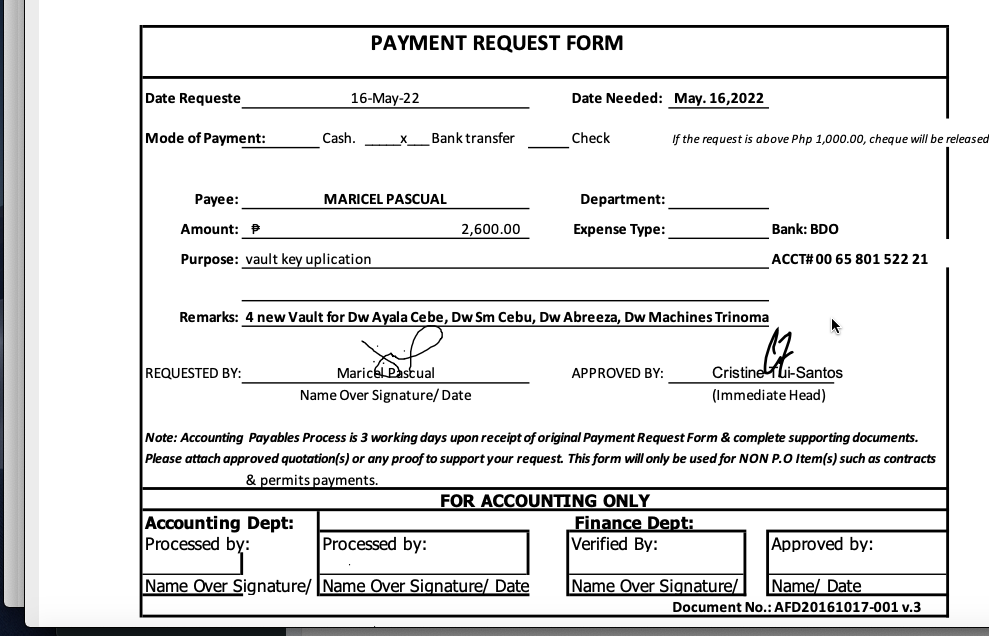 PAYMENT REQUEST FORM
Date Requeste 16-May-22 Date Needed: May. 16,2022
Mode of Payment: Cash. _____x___ Bank transfer _____ Check If the request is above Php 1,000.00, cheque will be released
Payee: MARICEL PASCUAL Department:
Amount: ₱ 2,600.00 Expense Type: Bank: BDO
Purpose: vault key uplication ACCT# 00 65 801 522 21
Remarks: 4 new Vault for Dw Ayala Cebe, Dw Sm Cebu, Dw Abreeza, Dw Machines Trinoma
REQUESTED BY: Maricel Pascual APPROVED BY: Cristine Tui-Santos
Name Over Signature/ Date (Immediate Head)
Note: Accounting Payables Process is 3 working days upon receipt of original Payment Request Form & complete supporting documents.
Please attach approved quotation(s) or any proof to support your request. This form will only be used for NON P.O Item(s) such as contracts
& permits payments.
FOR ACCOUNTING ONLY
Accounting Dept: Finance Dept:
Processed by: Processed by: Verified By: Approved by:
Name Over Signature/ Name Over Signature/ Date Name Over Signature/ Name/ Date
Document No.: AFD20161017-001 v.3